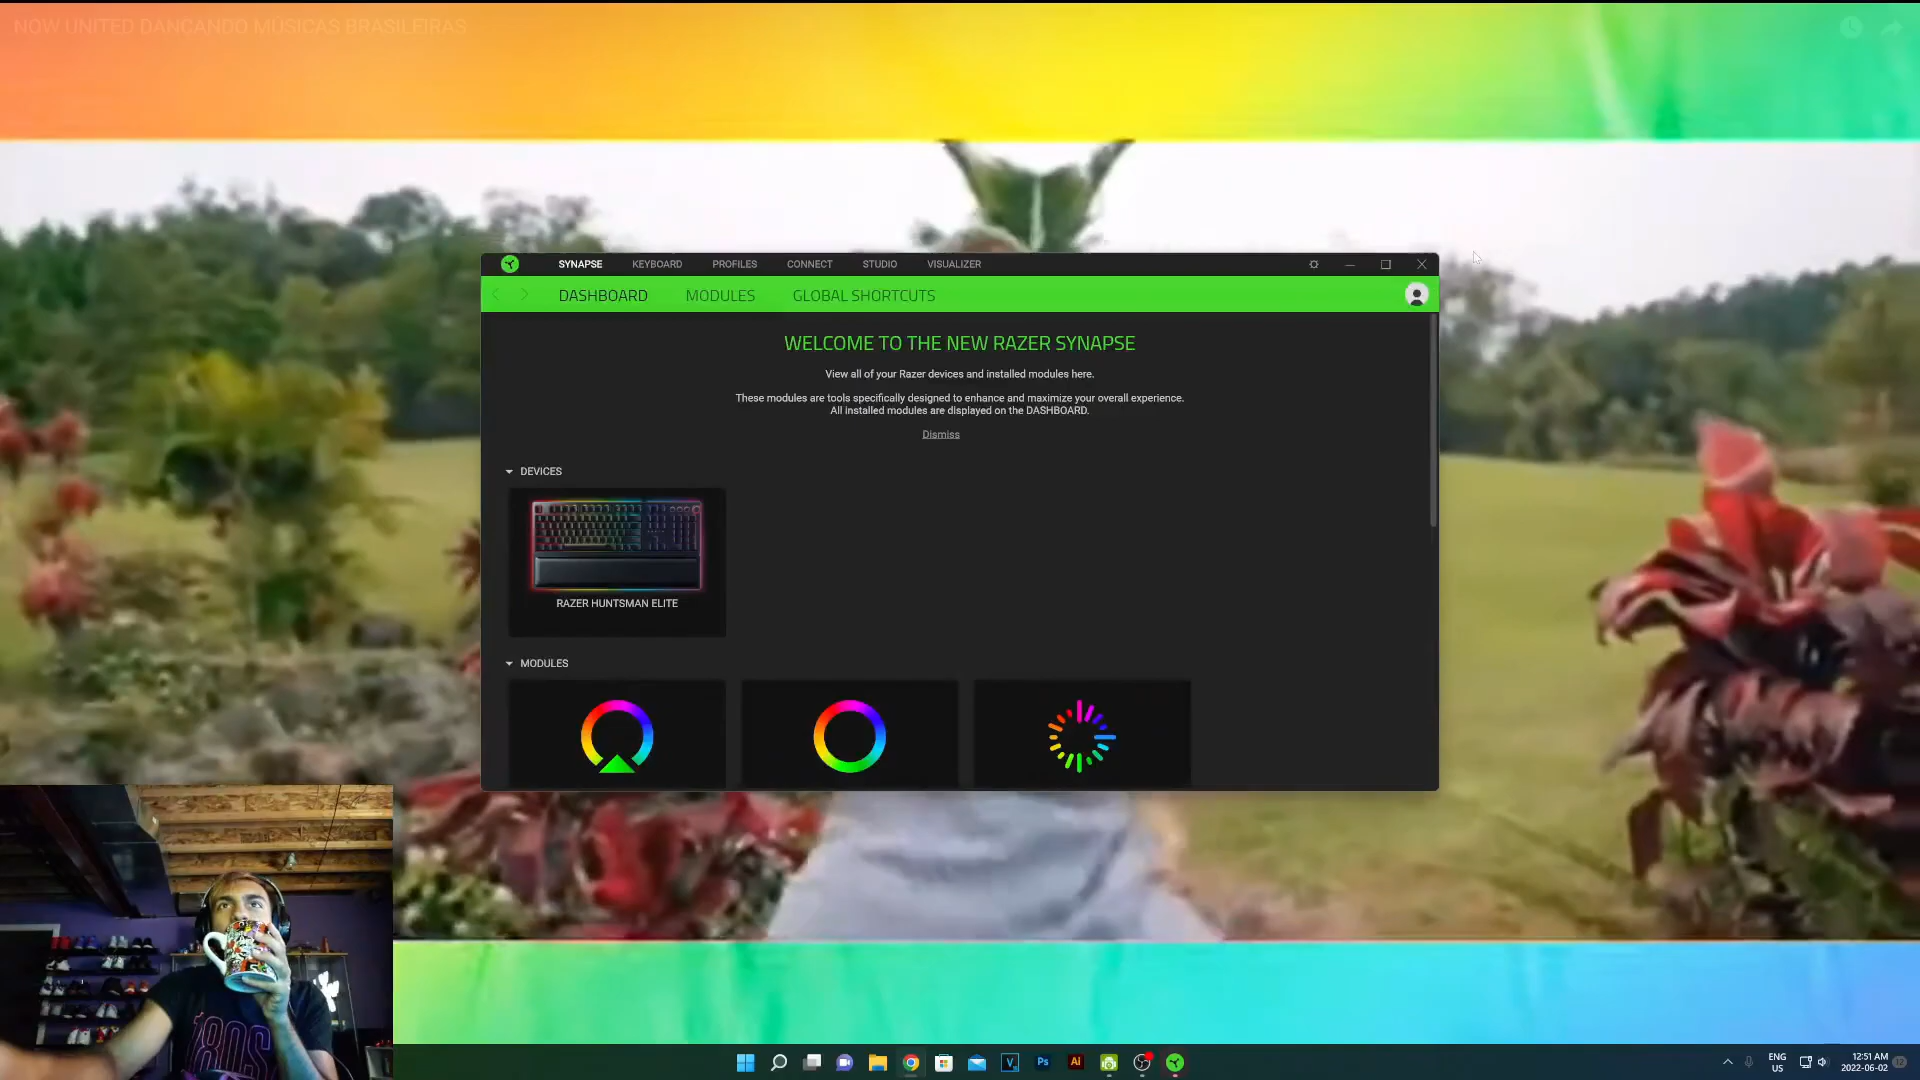 NOW UNITED DANÇANDO MÚSICAS BRASILEIRAS
SYNAPSE KEYBOARD PROFILES CONNECT STUDIO VISUALIZER
DASHBOARD MODULES GLOBAL SHORTCUTS
WELCOME TO THE NEW RAZER SYNAPSE
View all of your Razer devices and installed modules here.
These modules are tools specifically designed to enhance and maximize your overall experience.
All installed modules are displayed on the DASHBOARD.
Dismiss
DEVICES
RAZER HUNTSMAN ELITE
MODULES
Ps Ai
ENG
US
12:51 AM
2022-06-02
12